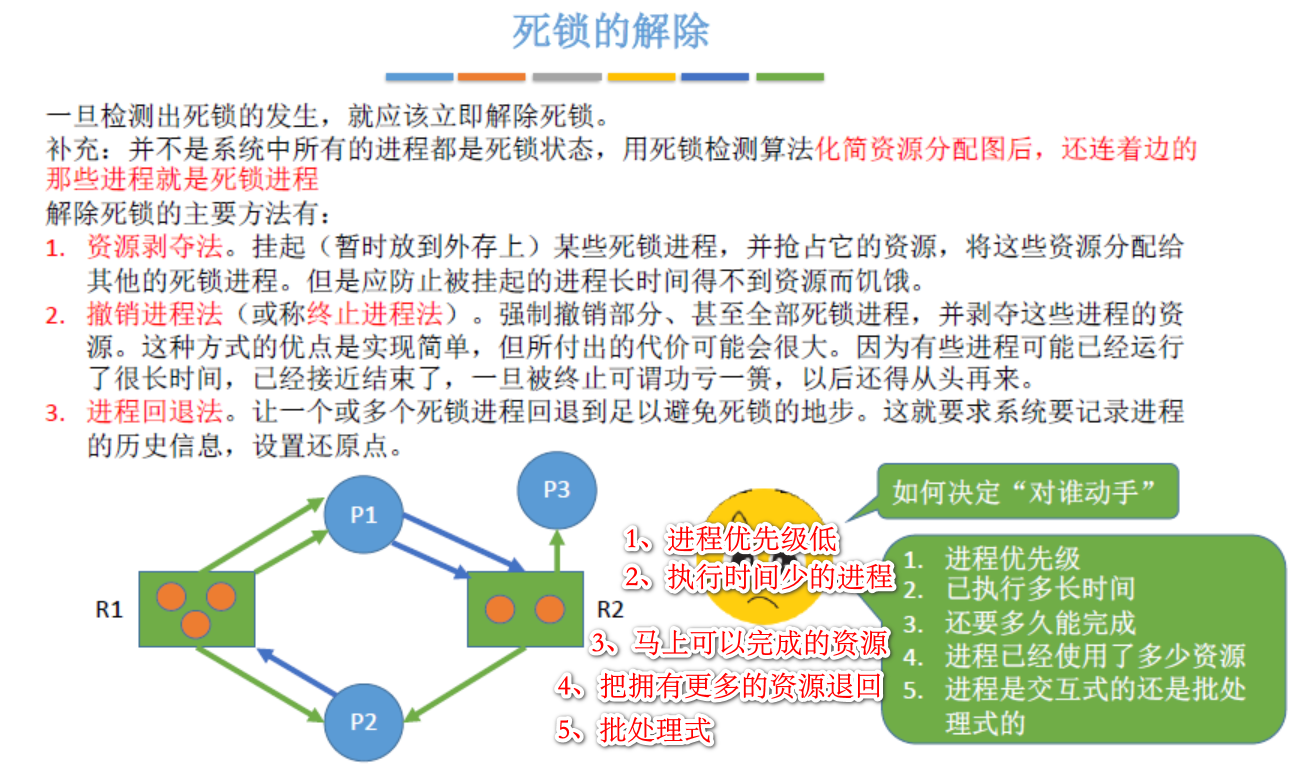 死锁的解除
一旦检测出死锁的发生，就应该立即解除死锁。
补充：并不是系统中所有的进程都是死锁状态，用死锁检测算法化简资源分配图后，还连着边的
那些进程就是死锁进程
解除死锁的主要方法有：
1. 资源剥夺法。挂起（暂时放到外存上）某些死锁进程，并抢占它的资源，将这些资源分配给
其他的死锁进程。但是应防止被挂起的进程长时间得不到资源而饥饿。
2. 撤销进程法（或称终止进程法）。强制撤销部分、甚至全部死锁进程，并剥夺这些进程的资
源。这种方式的优点是实现简单，但所付出的代价可能会很大。因为有些进程可能已经运行
了很长时间，已经接近结束了，一旦被终止可谓功亏一篑，以后还得从头再来。
3. 进程回退法。让一个或多个死锁进程回退到足以避免死锁的地步。这就要求系统要记录进程
的历史信息，设置还原点。
P1
P3
R1
R2
P2
如何决定“对谁动手”
1、进程优先级低
2、执行时间少的进程
3、马上可以完成的资源
4、把拥有更多的资源退回
5、批处理式
1. 进程优先级
2. 已执行多长时间
3. 还要多久能完成
4. 进程已经使用了多少资源
5. 进程是交互式的还是批处
理式的